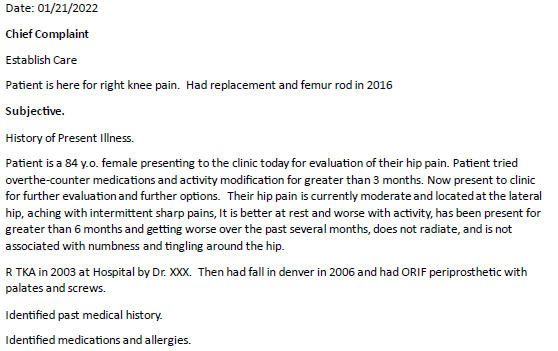 Date: 01/21/2022
Chief Complaint
Establish Care
Patient is here for right knee pain.  Had replacement and femur rod in 2016
Subjective.
History of Present Illness.
Patient is a 84 y.o. female presenting to the clinic today for evaluation of their hip pain. Patient tried
overthe-counter medications and activity modification for greater than 3 months. Now present to clinic
for further evaluation and further options.  Their hip pain is currently moderate and located at the lateral
hip, aching with intermittent sharp pains, It is better at rest and worse with activity, has been present for
greater than 6 months and getting worse over the past several months, does not radiate, and is not
associated with numbness and tingling around the hip.
R TKA in 2003 at Hospital by Dr. XXX.  Then had fall in denver in 2006 and had ORIF periprosthetic with
palates and screws.
Identified past medical history.
Identified medications and allergies.